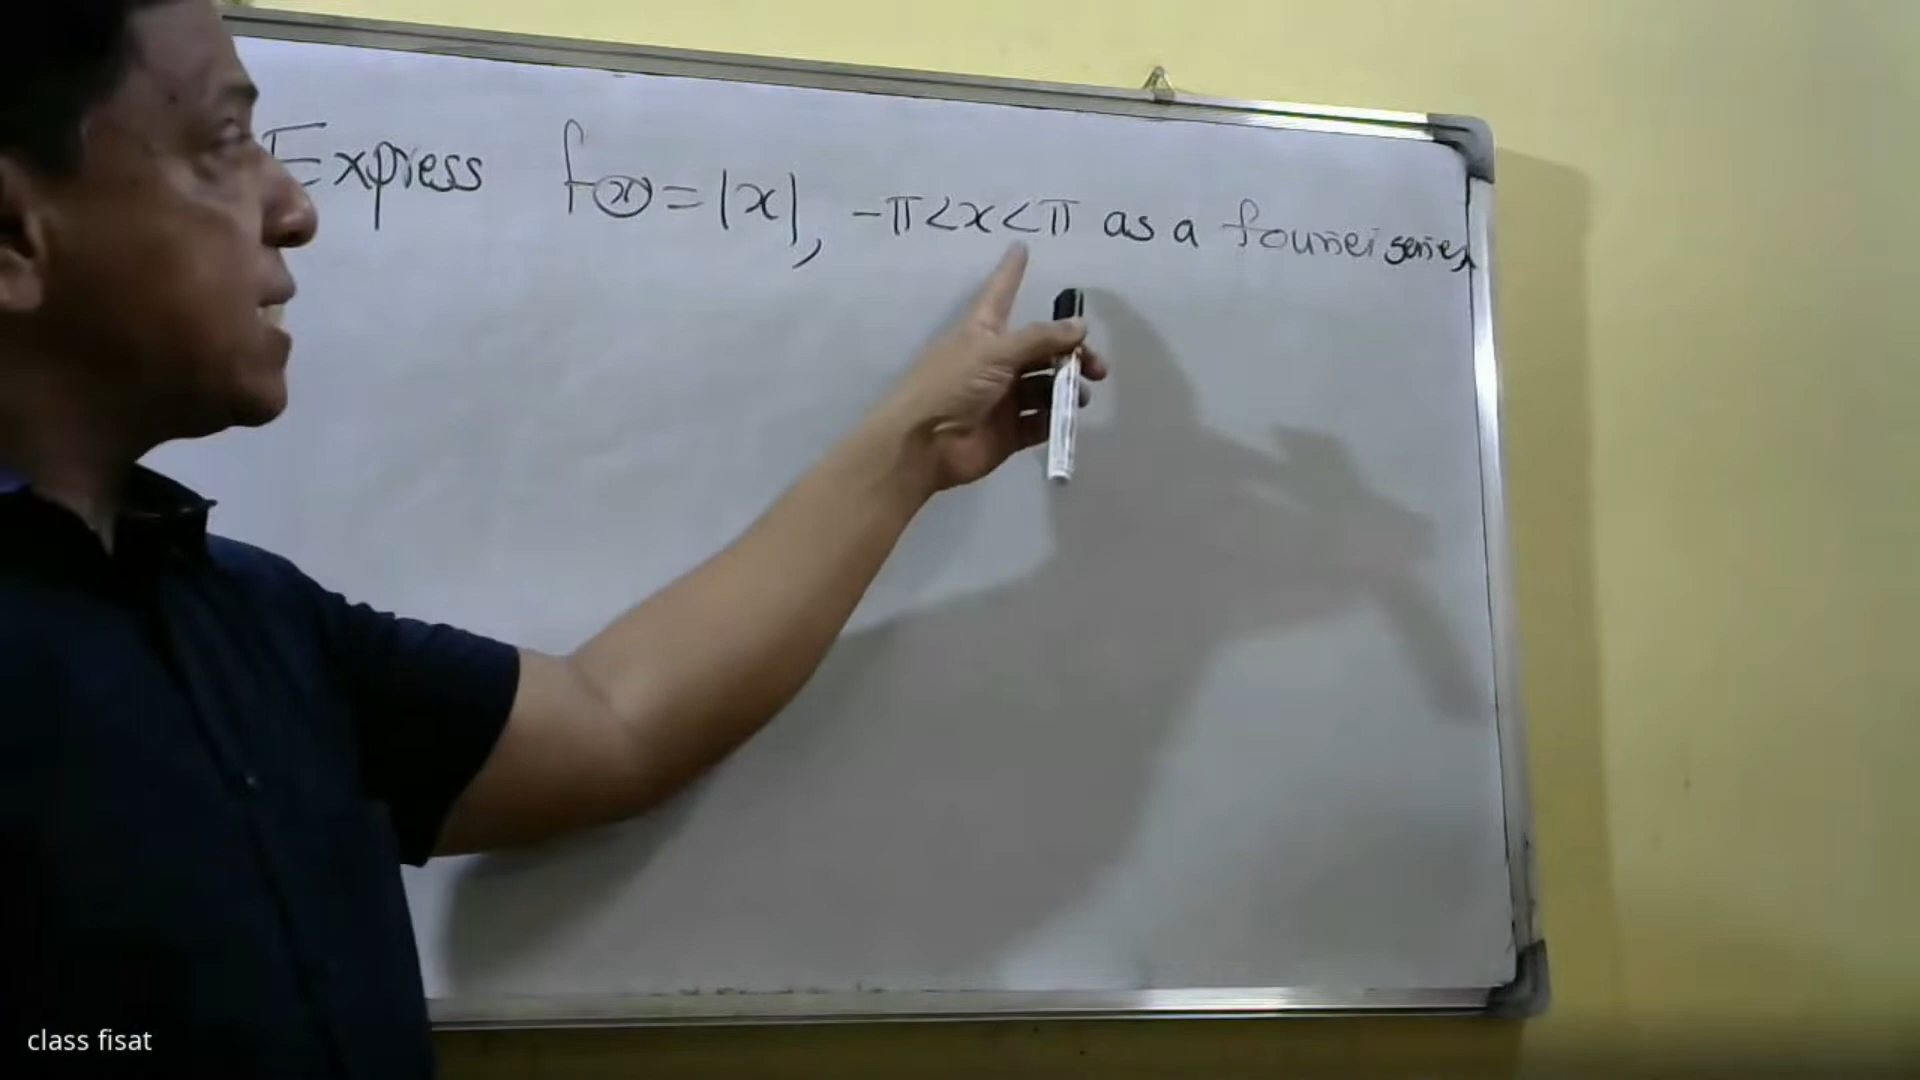 Express f(x) = |x|, -π<x<π as a fourier series
class fisat